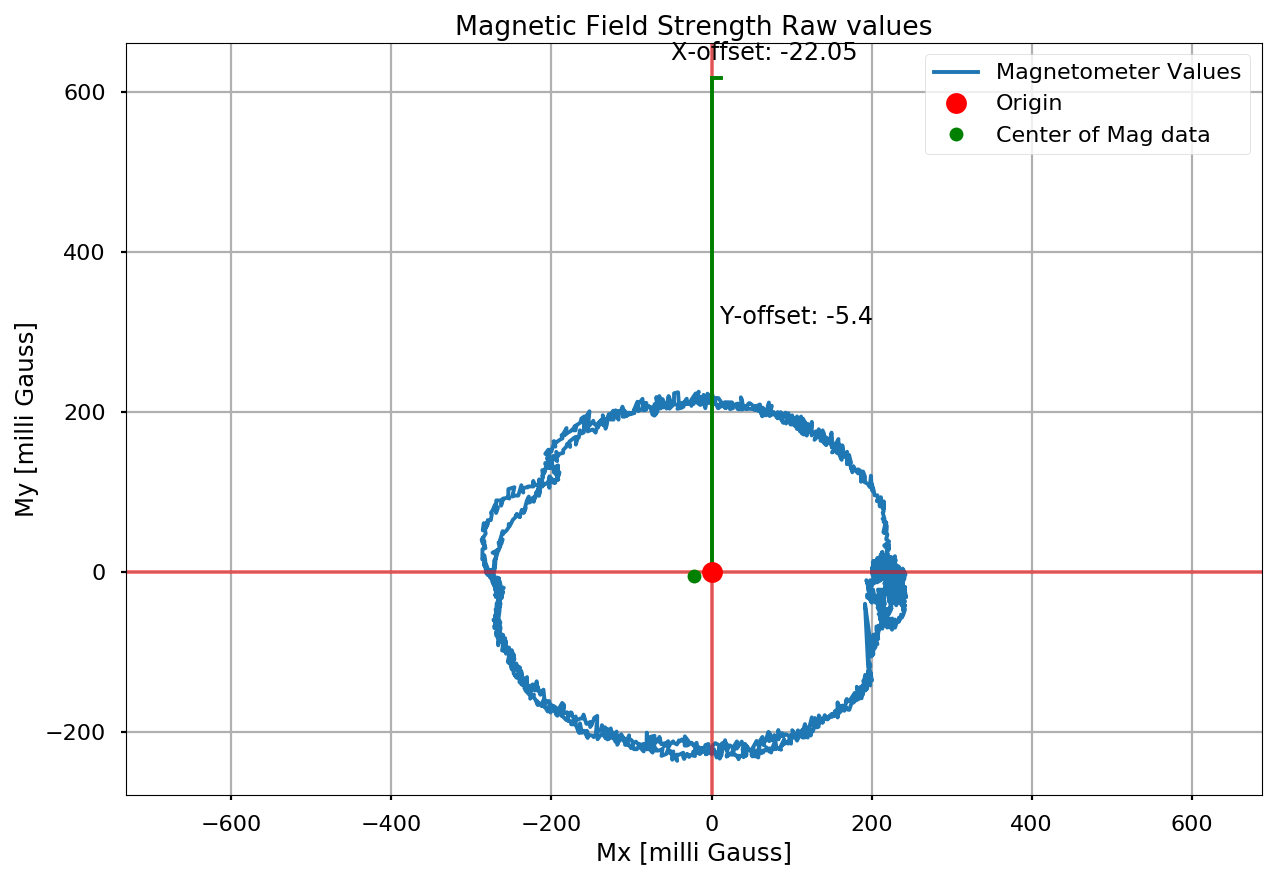 Magnetic Field Strength Raw values
X-offset: -22.05
Magnetometer Values
Origin
Center of Mag data
Y-offset: -5.4
My [milli Gauss]
600
400
200
0
−200
−600
−400
−200
0
200
400
600
Mx [milli Gauss]